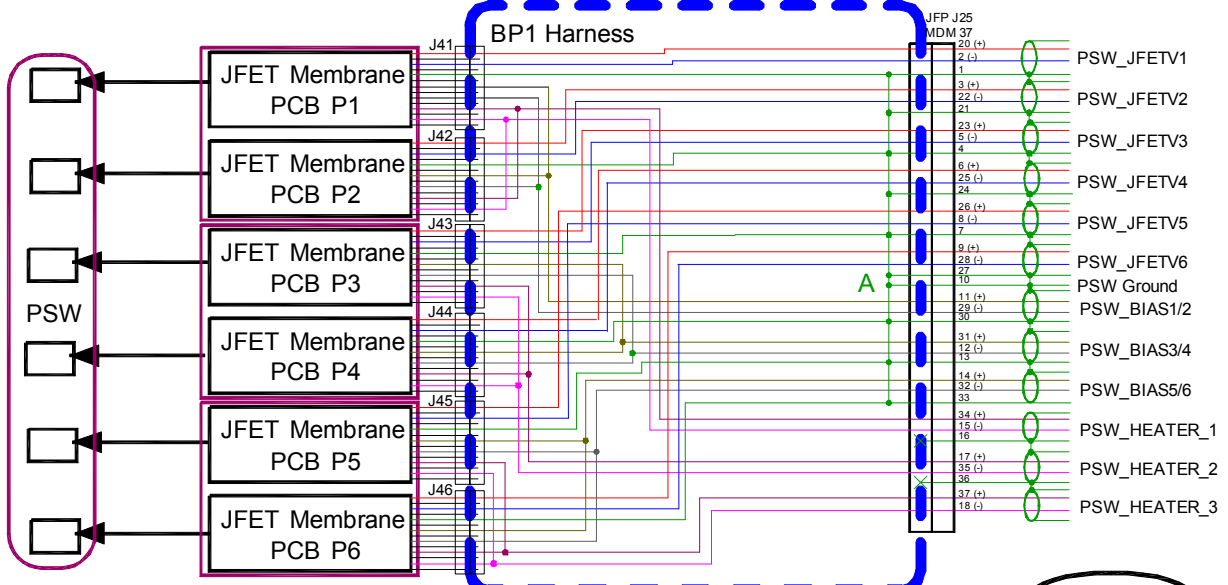 JFP J25
MDM 37
BP1 Harness
J41
JFET Membrane
PCB P1
J42
JFET Membrane
PCB P2
J43
JFET Membrane
PCB P3
PSW
J44
JFET Membrane
PCB P4
J45
JFET Membrane
PCB P5
J46
JFET Membrane
PCB P6
A
20 (+)
2 (-)
1
PSW_JFETV1
3 (+)
22 (-)
21
PSW_JFETV2
23 (+)
5 (-)
4
PSW_JFETV3
6 (+)
25 (-)
24
PSW_JFETV4
26 (+)
8 (-)
7
PSW_JFETV5
9 (+)
28 (-)
27
PSW_JFETV6
10
PSW Ground
11 (+)
29 (-)
30
PSW_BIAS1/2
31 (+)
12 (-)
13
PSW_BIAS3/4
14 (+)
32 (-)
33
PSW_BIAS5/6
34 (+)
15 (-)
16
PSW_HEATER_1
17 (+)
35 (-)
36
PSW_HEATER_2
37 (+)
18 (-)
PSW_HEATER_3